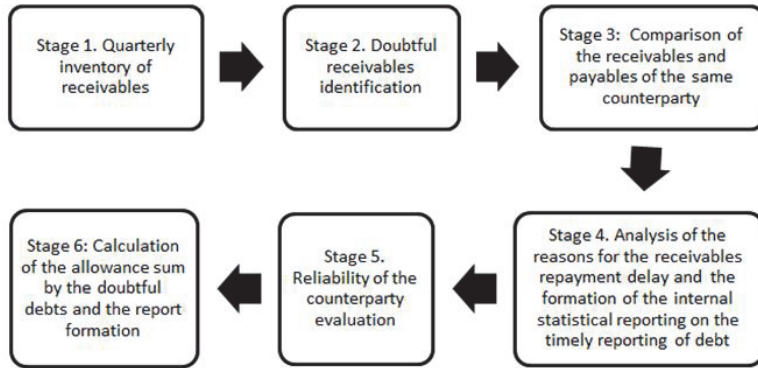 Stage 1. Quarterly
inventory of
receivables
Stage 2. Doubtful
receivables
identification
Stage 3: Comparison of
the receivables and
payables of the same
counterparty
Stage 4. Analysis of the
reasons for the receivables
repayment delay and the
formation of the internal
statistical reporting on the
timely reporting of debt
Stage 5.
Reliability of the
counterparty
evaluation
Stage 6: Calculation
of the allowance sum
by the doubtful
debts and the report
formation